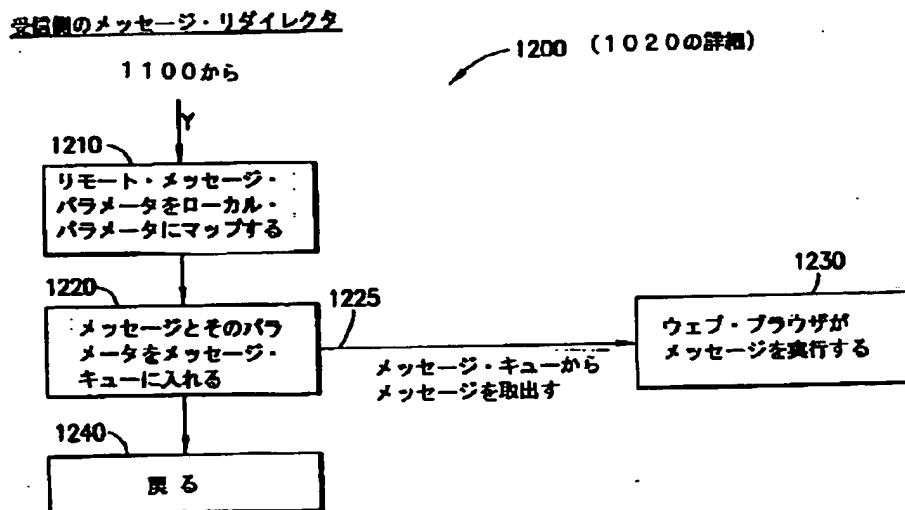 受信側のメッセージ・リダイレクタ
1200 (1020の詳細)
1100から
Y
1210
リモート・メッセージ・
パラメータをローカル・
パラメータにマップする
1220
メッセージとそのパラ
メータをメッセージ・
キューに入れる
1225
メッセージ・キューから
メッセージを取出す
1230
ウェブ・ブラウザが
メッセージを実行する
1240
戻る